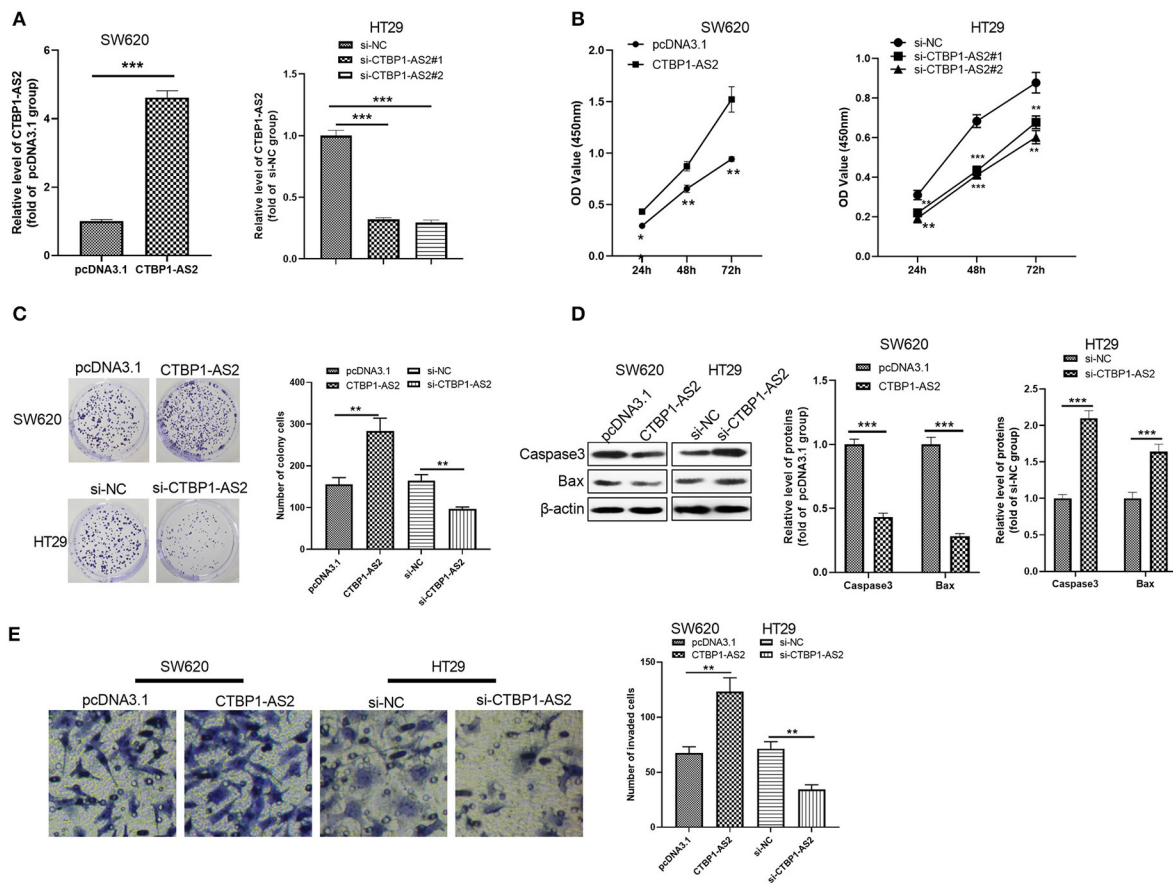 A
SW620
Relative level of CTBP1-AS2
(fold of pcDNA3.1 group)
6
4
2
0
***
pcDNA3.1
CTBP1-AS2
HT29
si-NC
si-CTBP1-AS2#1
si-CTBP1-AS2#2
Relative level of CTBP1-AS2
(fold of si-NC group)
1.5
1.0
0.5
0.0
***
***
B
SW620
pcDNA3.1
CTBP1-AS2
OD Value (450nm)
2.0
1.5
1.0
0.5
0.0
*
*
**
**
24h
48h
72h
HT29
si-NC
si-CTBP1-AS2#1
si-CTBP1-AS2#2
OD Value (450nm)
1.0
0.8
0.6
0.4
0.2
0.0
**
**
***
***
**
**
24h
48h
72h
C
pcDNA3.1
CTBP1-AS2
SW620
si-NC
si-CTBP1-AS2
HT29
pcDNA3.1
CTBP1-AS2
si-NC
si-CTBP1-AS2
Number of colony cells
400
300
200
100
0
**
**
pcDNA3.1
CTBP1-AS2
si-NC
si-CTBP1-AS2
D
SW620
HT29
pcDNA3.1
CTBP1-AS2
si-NC
si-CTBP1-AS2
Caspase3
Bax
β-actin
SW620
pcDNA3.1
CTBP1-AS2
Relative level of proteins
(fold of pcDNA3.1 group)
1.5
1.0
0.5
0.0
***
***
Caspase3
Bax
HT29
si-NC
si-CTBP1-AS2
Relative level of proteins
(fold of si-NC group)
2.5
2.0
1.5
1.0
0.5
0.0
***
***
Caspase3
Bax
E
SW620
HT29
pcDNA3.1
CTBP1-AS2
si-NC
si-CTBP1-AS2
SW620
HT29
pcDNA3.1
CTBP1-AS2
si-NC
si-CTBP1-AS2
Number of invaded cells
150
100
50
0
**
**
pcDNA3.1
CTBP1-AS2
si-NC
si-CTBP1-AS2